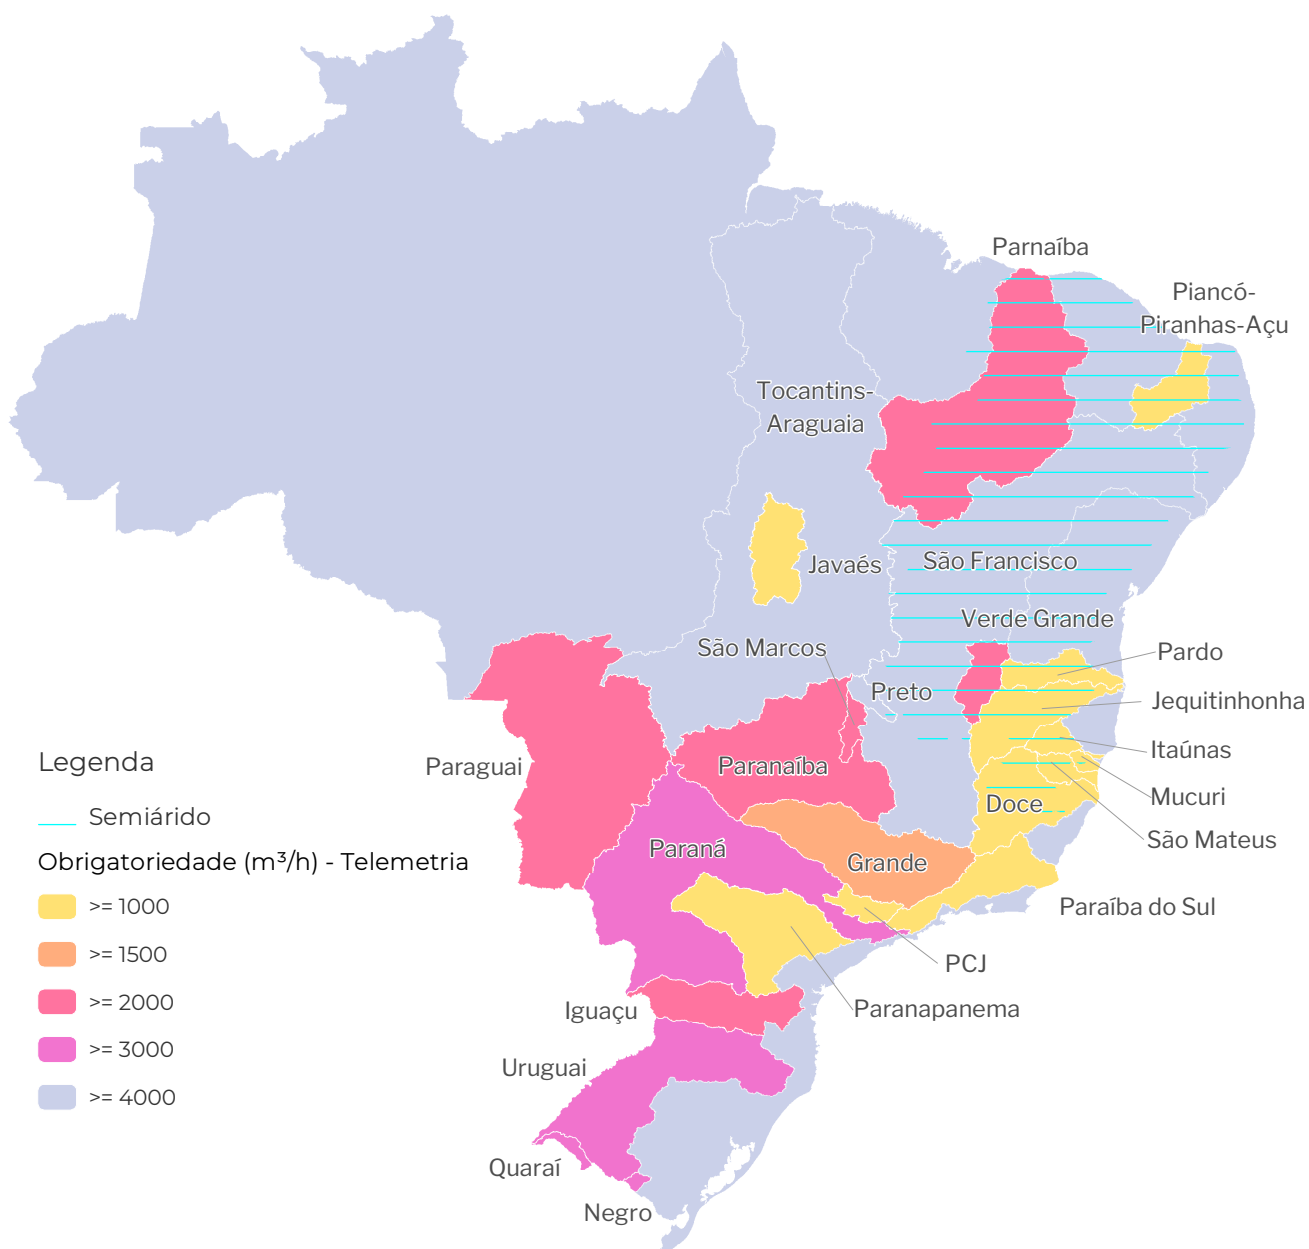 Parnaíba
Piancó-
Piranhas-Açu
Tocantins-
Araguaia
Javaés
São Francisco
Verde Grande
São Marcos
Pardo
Preto
Jequitinhonha
Itaúnas
Paraguai
Paranaíba
Mucuri
Doce
São Mateus
Paraná
Grande
Paraíba do Sul
PCJ
Paranapanema
Iguaçu
Uruguai
Quaraí
Negro
Legenda
Semiárido
Obrigatoriedade (m³/h) - Telemetria
>= 1000
>= 1500
>= 2000
>= 3000
>= 4000